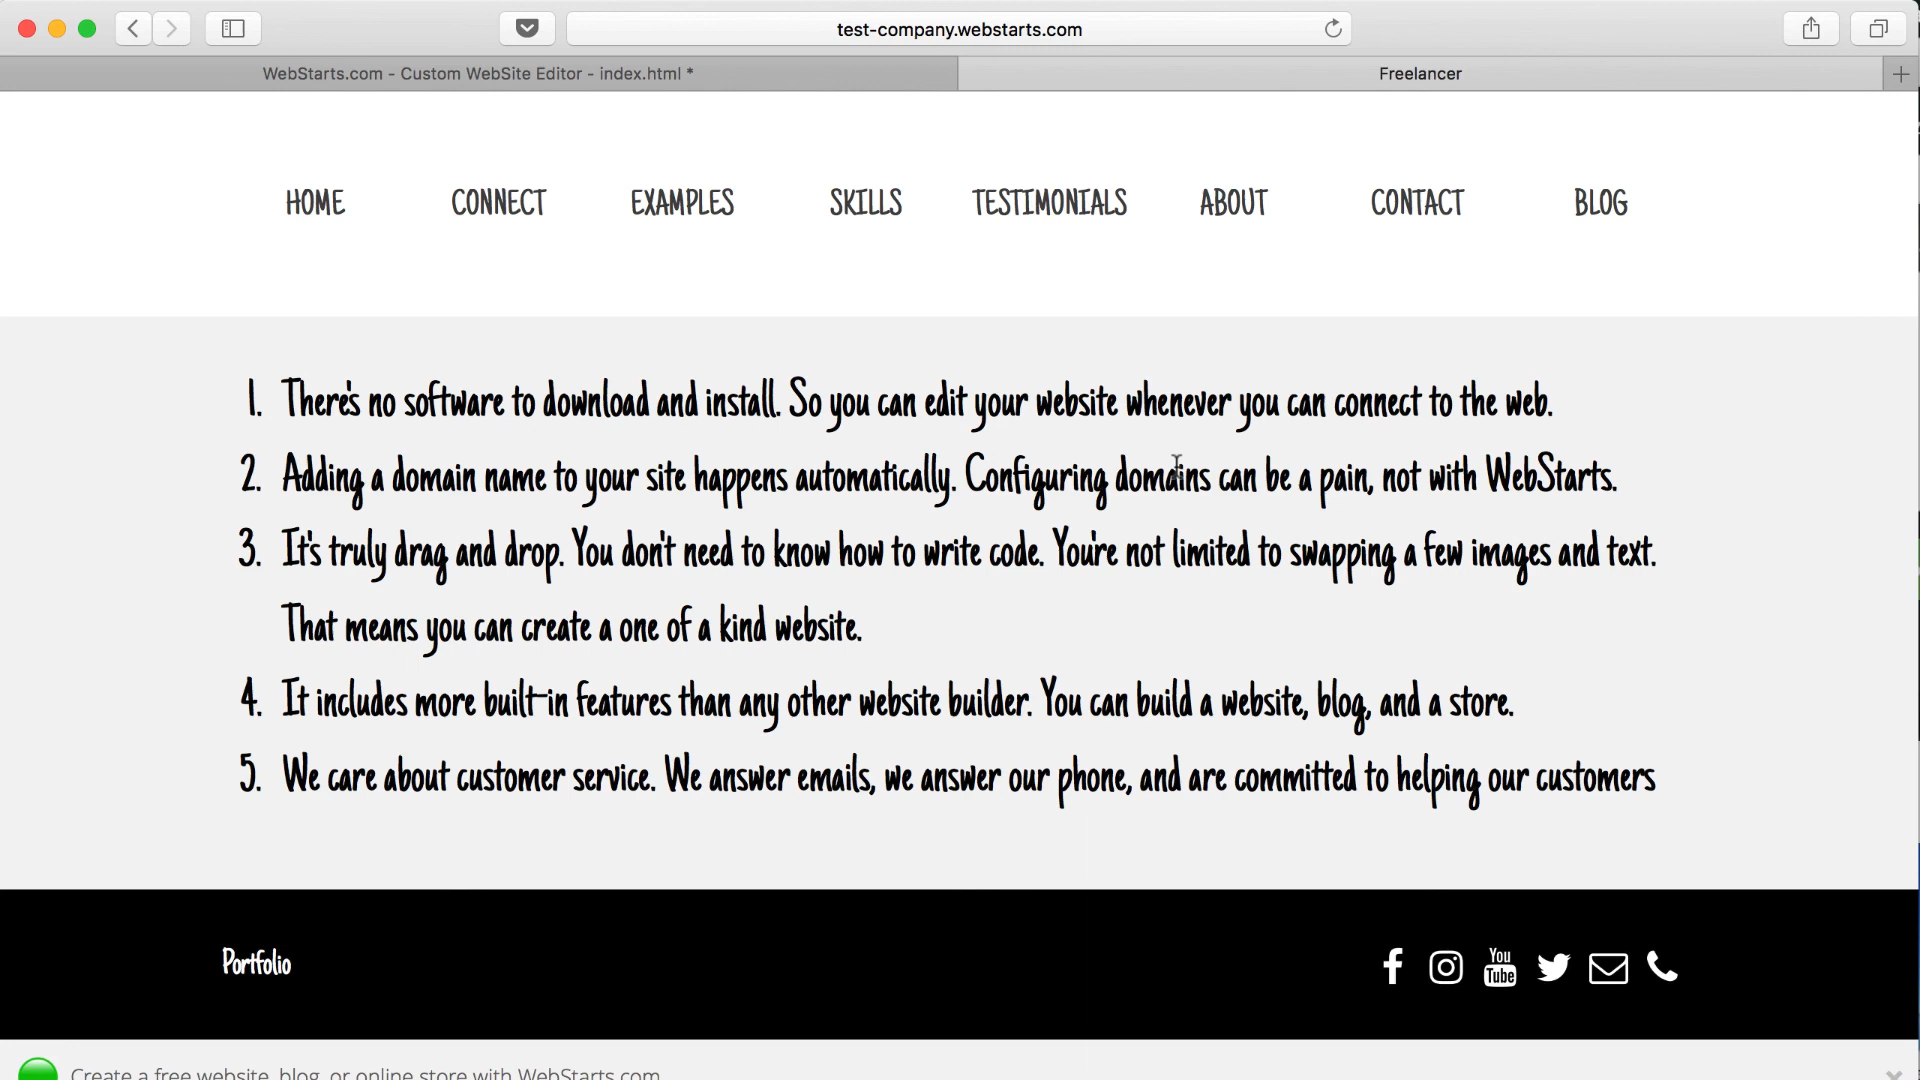 test-company.webstarts.com
WebStarts.com - Custom WebSite Editor - index.html *
Freelancer
HOME CONNECT EXAMPLES SKILLS TESTIMONIALS ABOUT CONTACT BLOG
1. There's no software to download and install. So you can edit your website whenever you can connect to the web.
2. Adding a domain name to your site happens automatically. Configuring domains can be a pain, not with WebStarts.
3. It's truly drag and drop. You don't need to know how to write code. You're not limited to swapping a few images and text.
That means you can create a one of a kind website.
4. It includes more built-in features than any other website builder. You can build a website, blog, and a store.
5. We care about customer service. We answer emails, we answer our phone, and are committed to helping our customers
Portfolio
You
Tube
Create a free website, blog, or online store with WebStarts.com